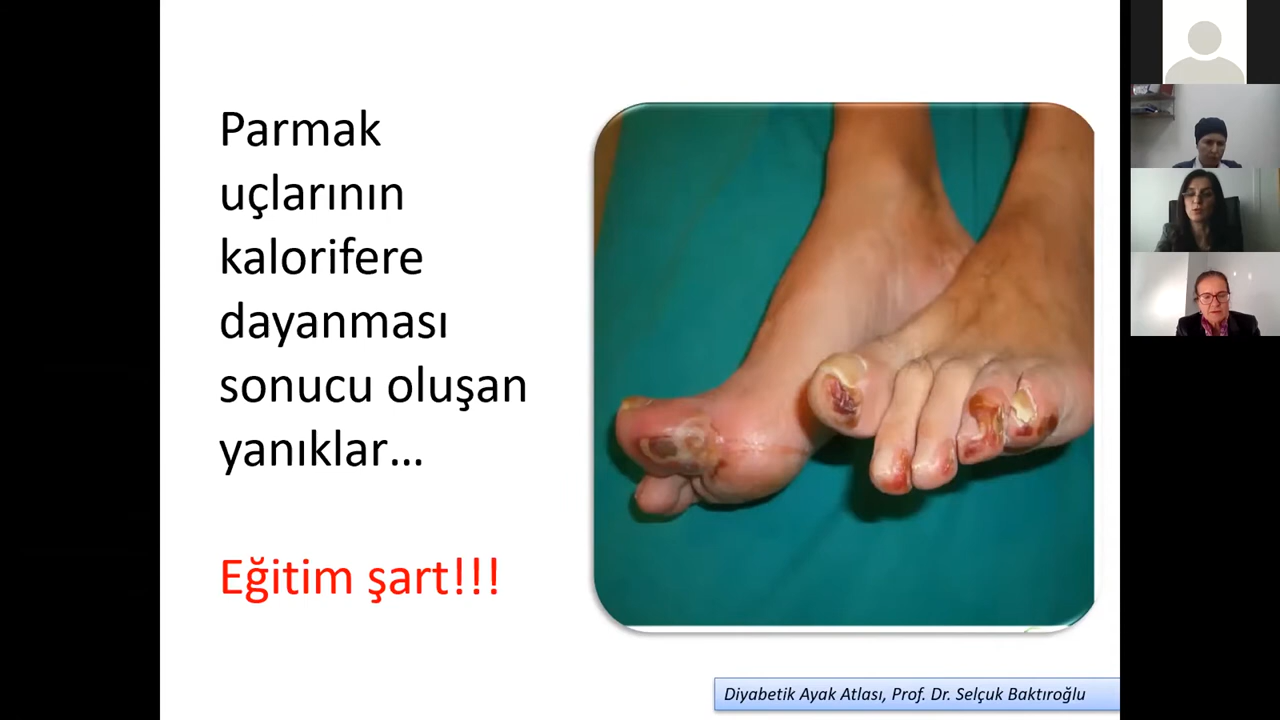 Parmak
uçlarının
kalorifere
dayanması
sonucu oluşan
yanıklar...
Eğitim şart!!!
Diyabetik Ayak Atlası, Prof. Dr. Selçuk Baktıroğlu